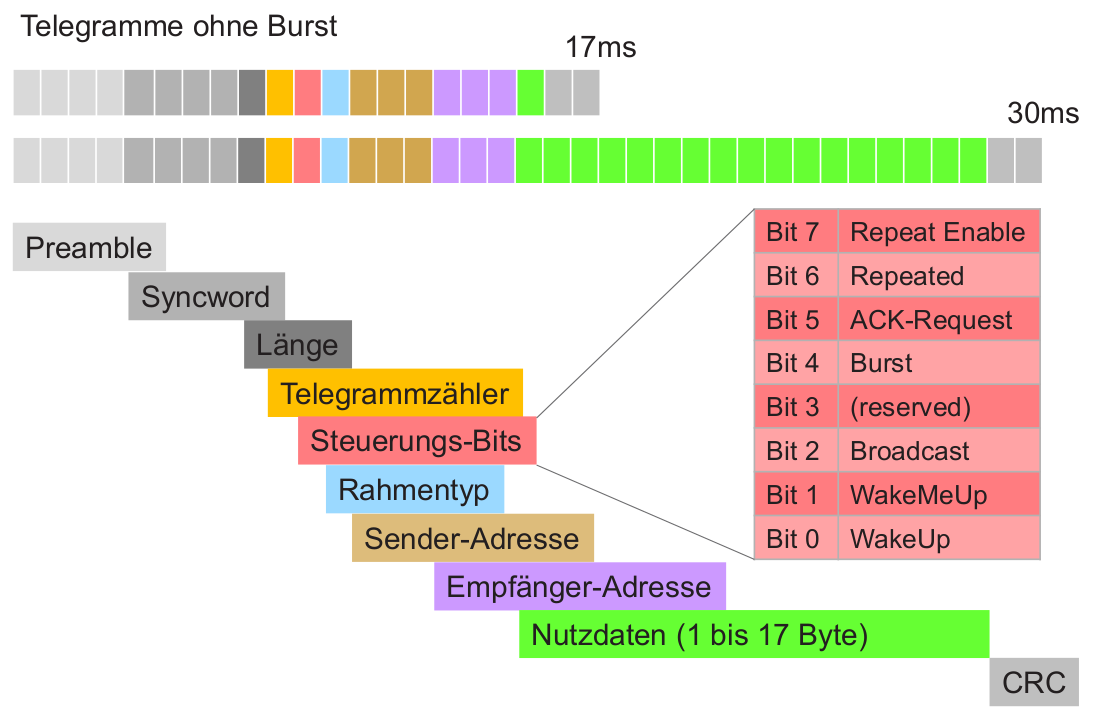 Telegramme ohne Burst
17ms
30ms
Preamble
Syncword
Länge
Telegrammzähler
Steuerungs-Bits
Rahmentyp
Sender-Adresse
Empfänger-Adresse
Nutzdaten (1 bis 17 Byte)
CRC
Bit 7 Repeat Enable
Bit 6 Repeated
Bit 5 ACK-Request
Bit 4 Burst
Bit 3 (reserved)
Bit 2 Broadcast
Bit 1 WakeMeUp
Bit 0 WakeUp